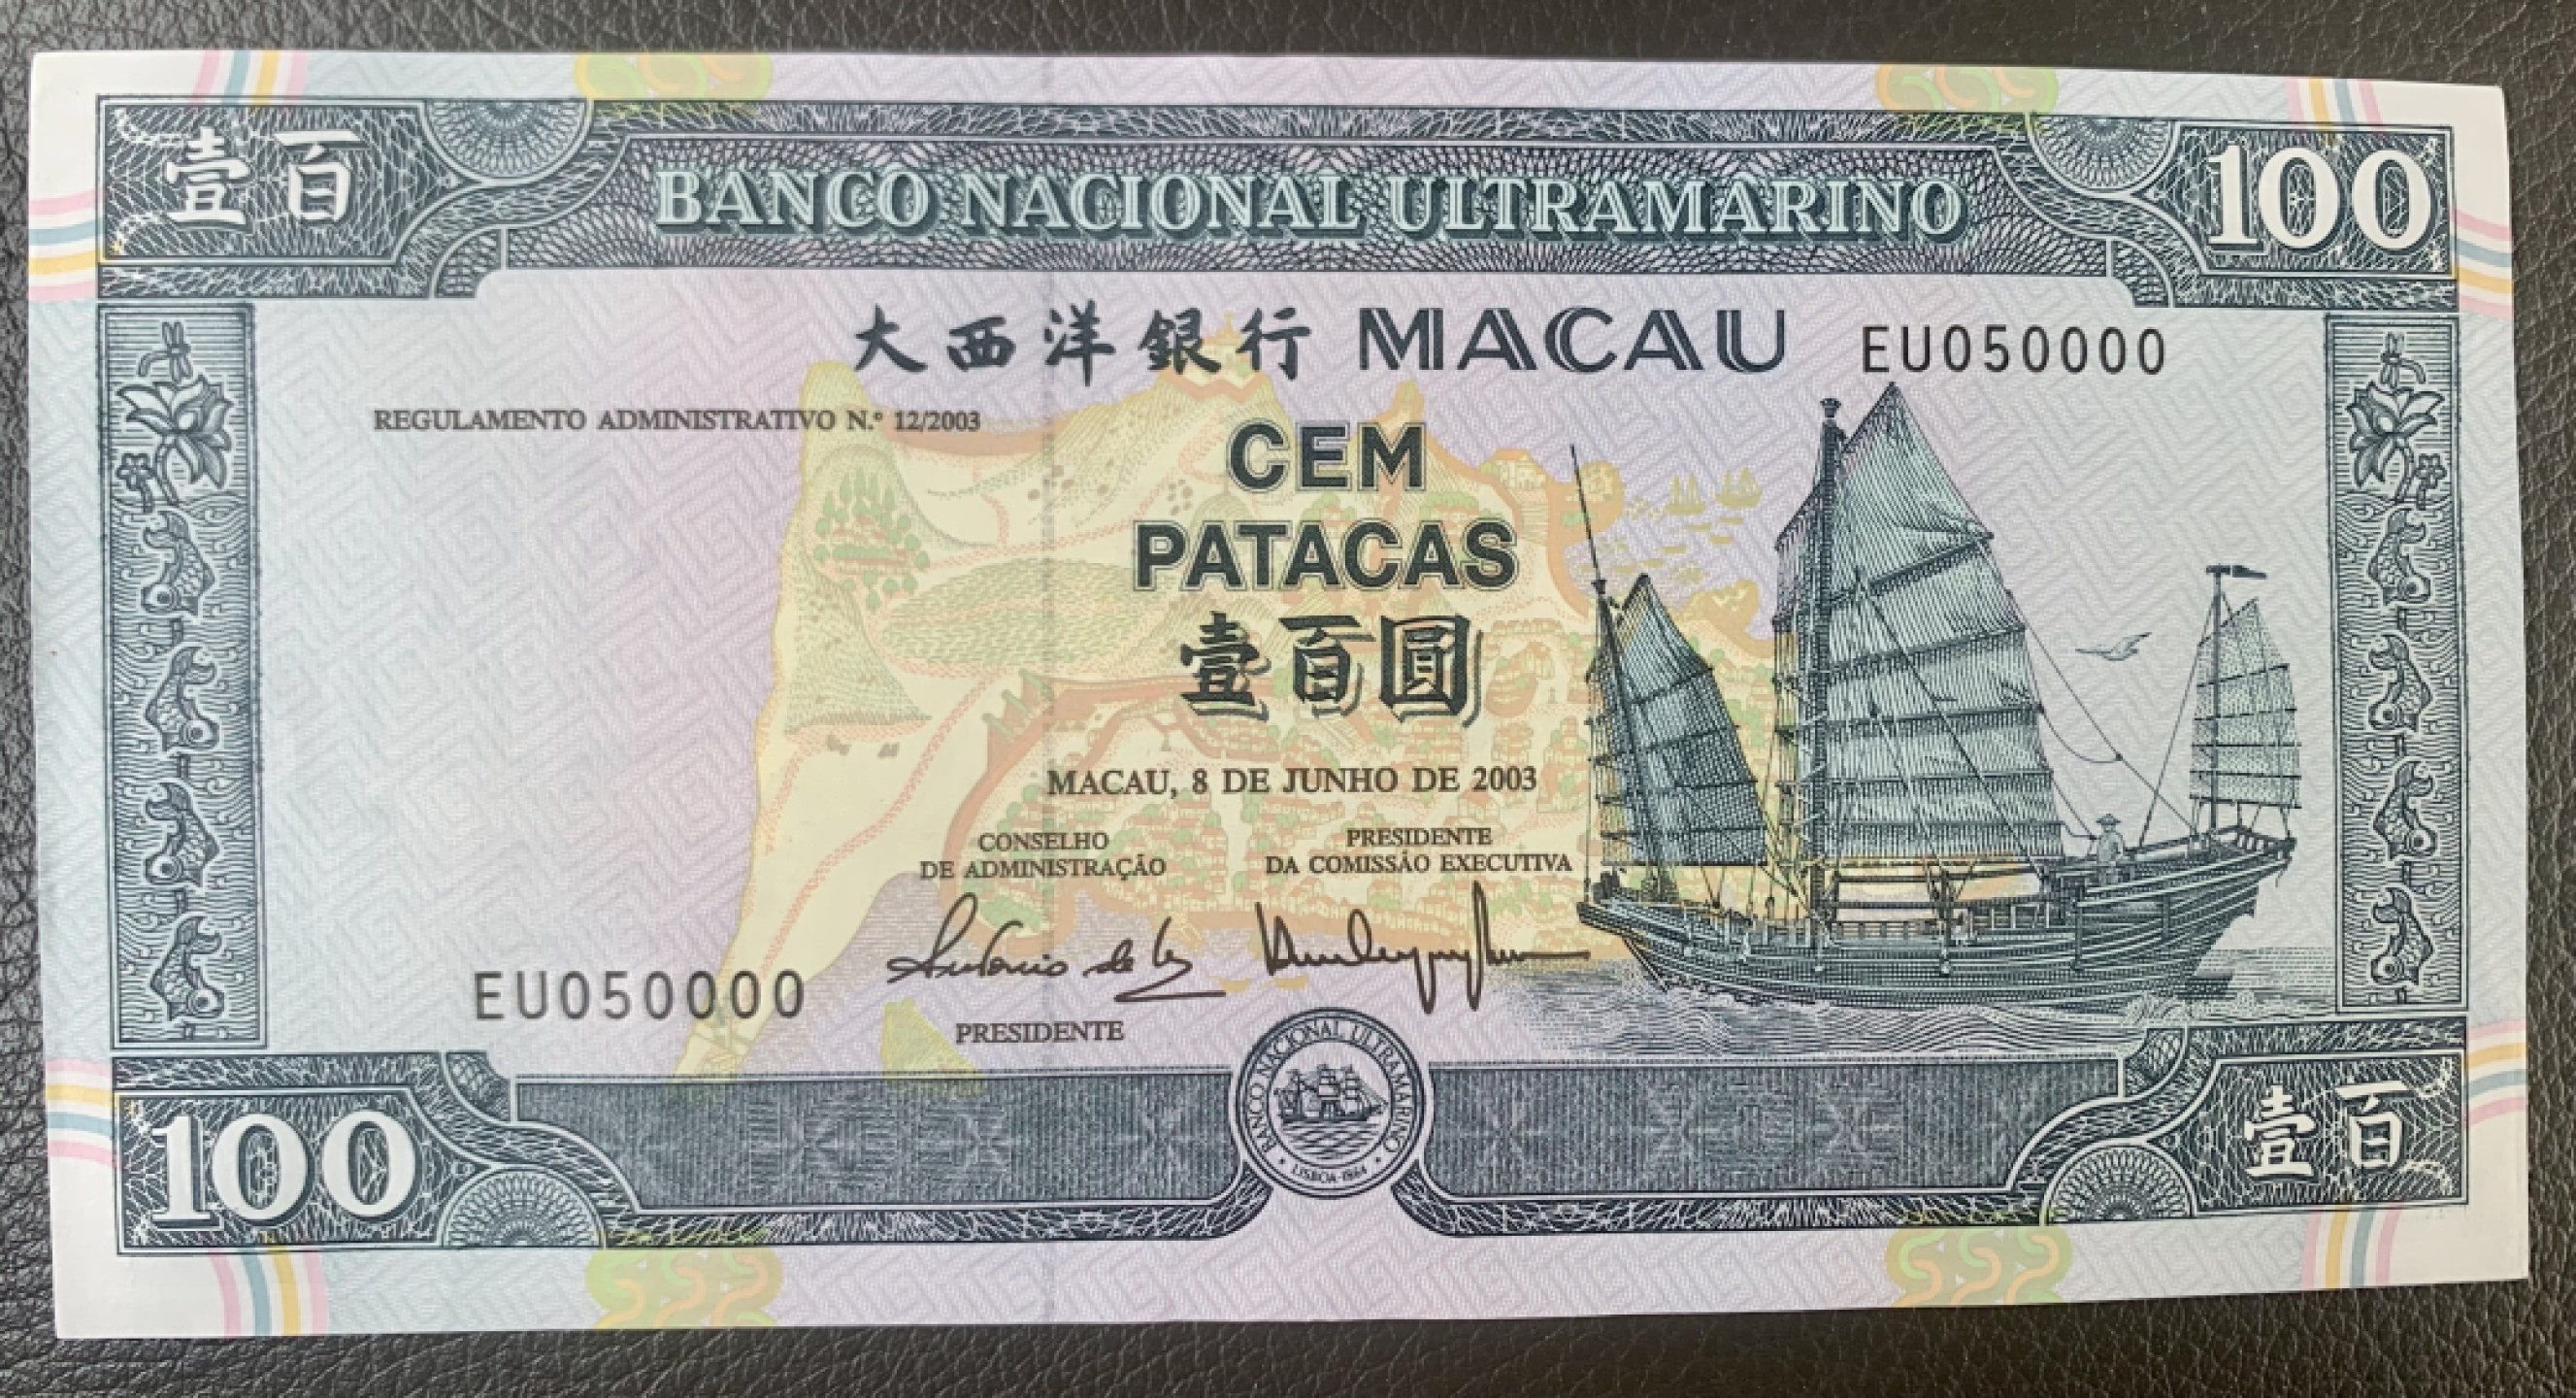 壹百
BANCO NACIONAL ULTRAMARINO
100
大西洋銀行 MACAU EU050000
REGULAMENTO ADMINISTRATIVO N.º 12/2003
CEM
PATACAS
壹百圓
MACAU, 8 DE JUNHO DE 2003
CONSELHO
DE ADMINISTRAÇÃO
PRESIDENTE
DA COMISSÃO EXECUTIVA
EU050000
PRESIDENTE
100
BANCO NACIONAL ULTRAMARINO
LISBOA-1864
壹百